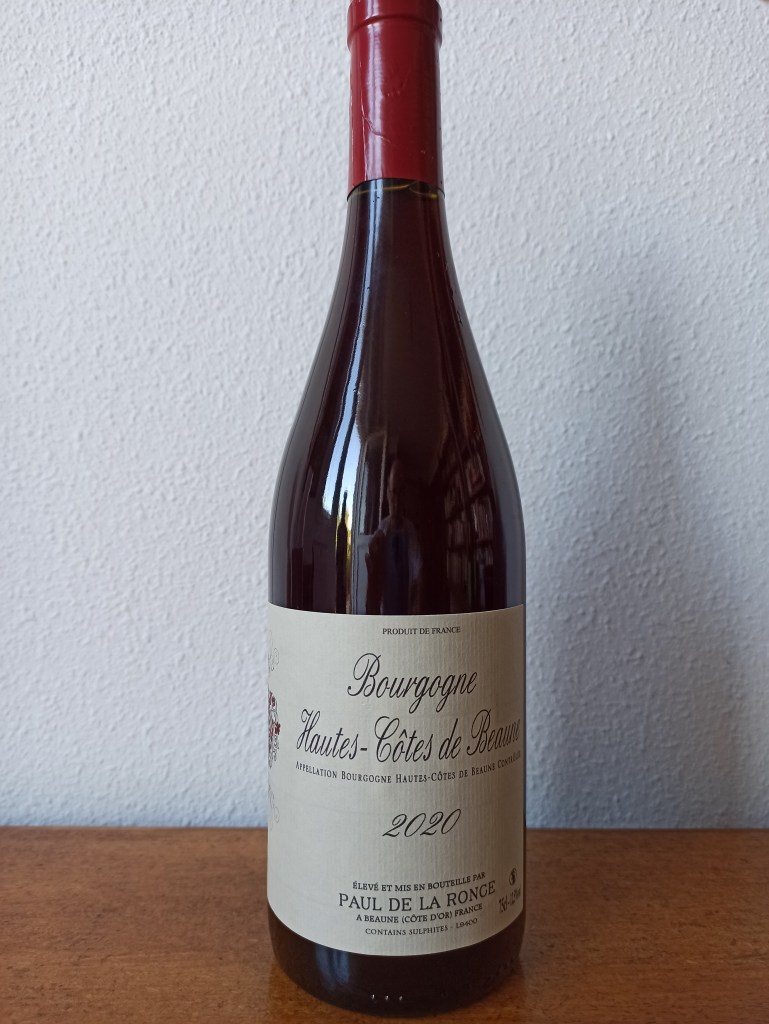 PRODUIT DE FRANCE
Bourgogne
Hautes-Côtes de Beaune
APPELLATION BOURGOGNE HAUTES-CÔTES DE BEAUNE CONTRÔLÉE
2020
ÉLEVÉ ET MIS EN BOUTEILLE PAR
PAUL DE LA RONCE
A BEAUNE (CÔTE D'OR) FRANCE
75cl
CONTAINS SULPHITES -